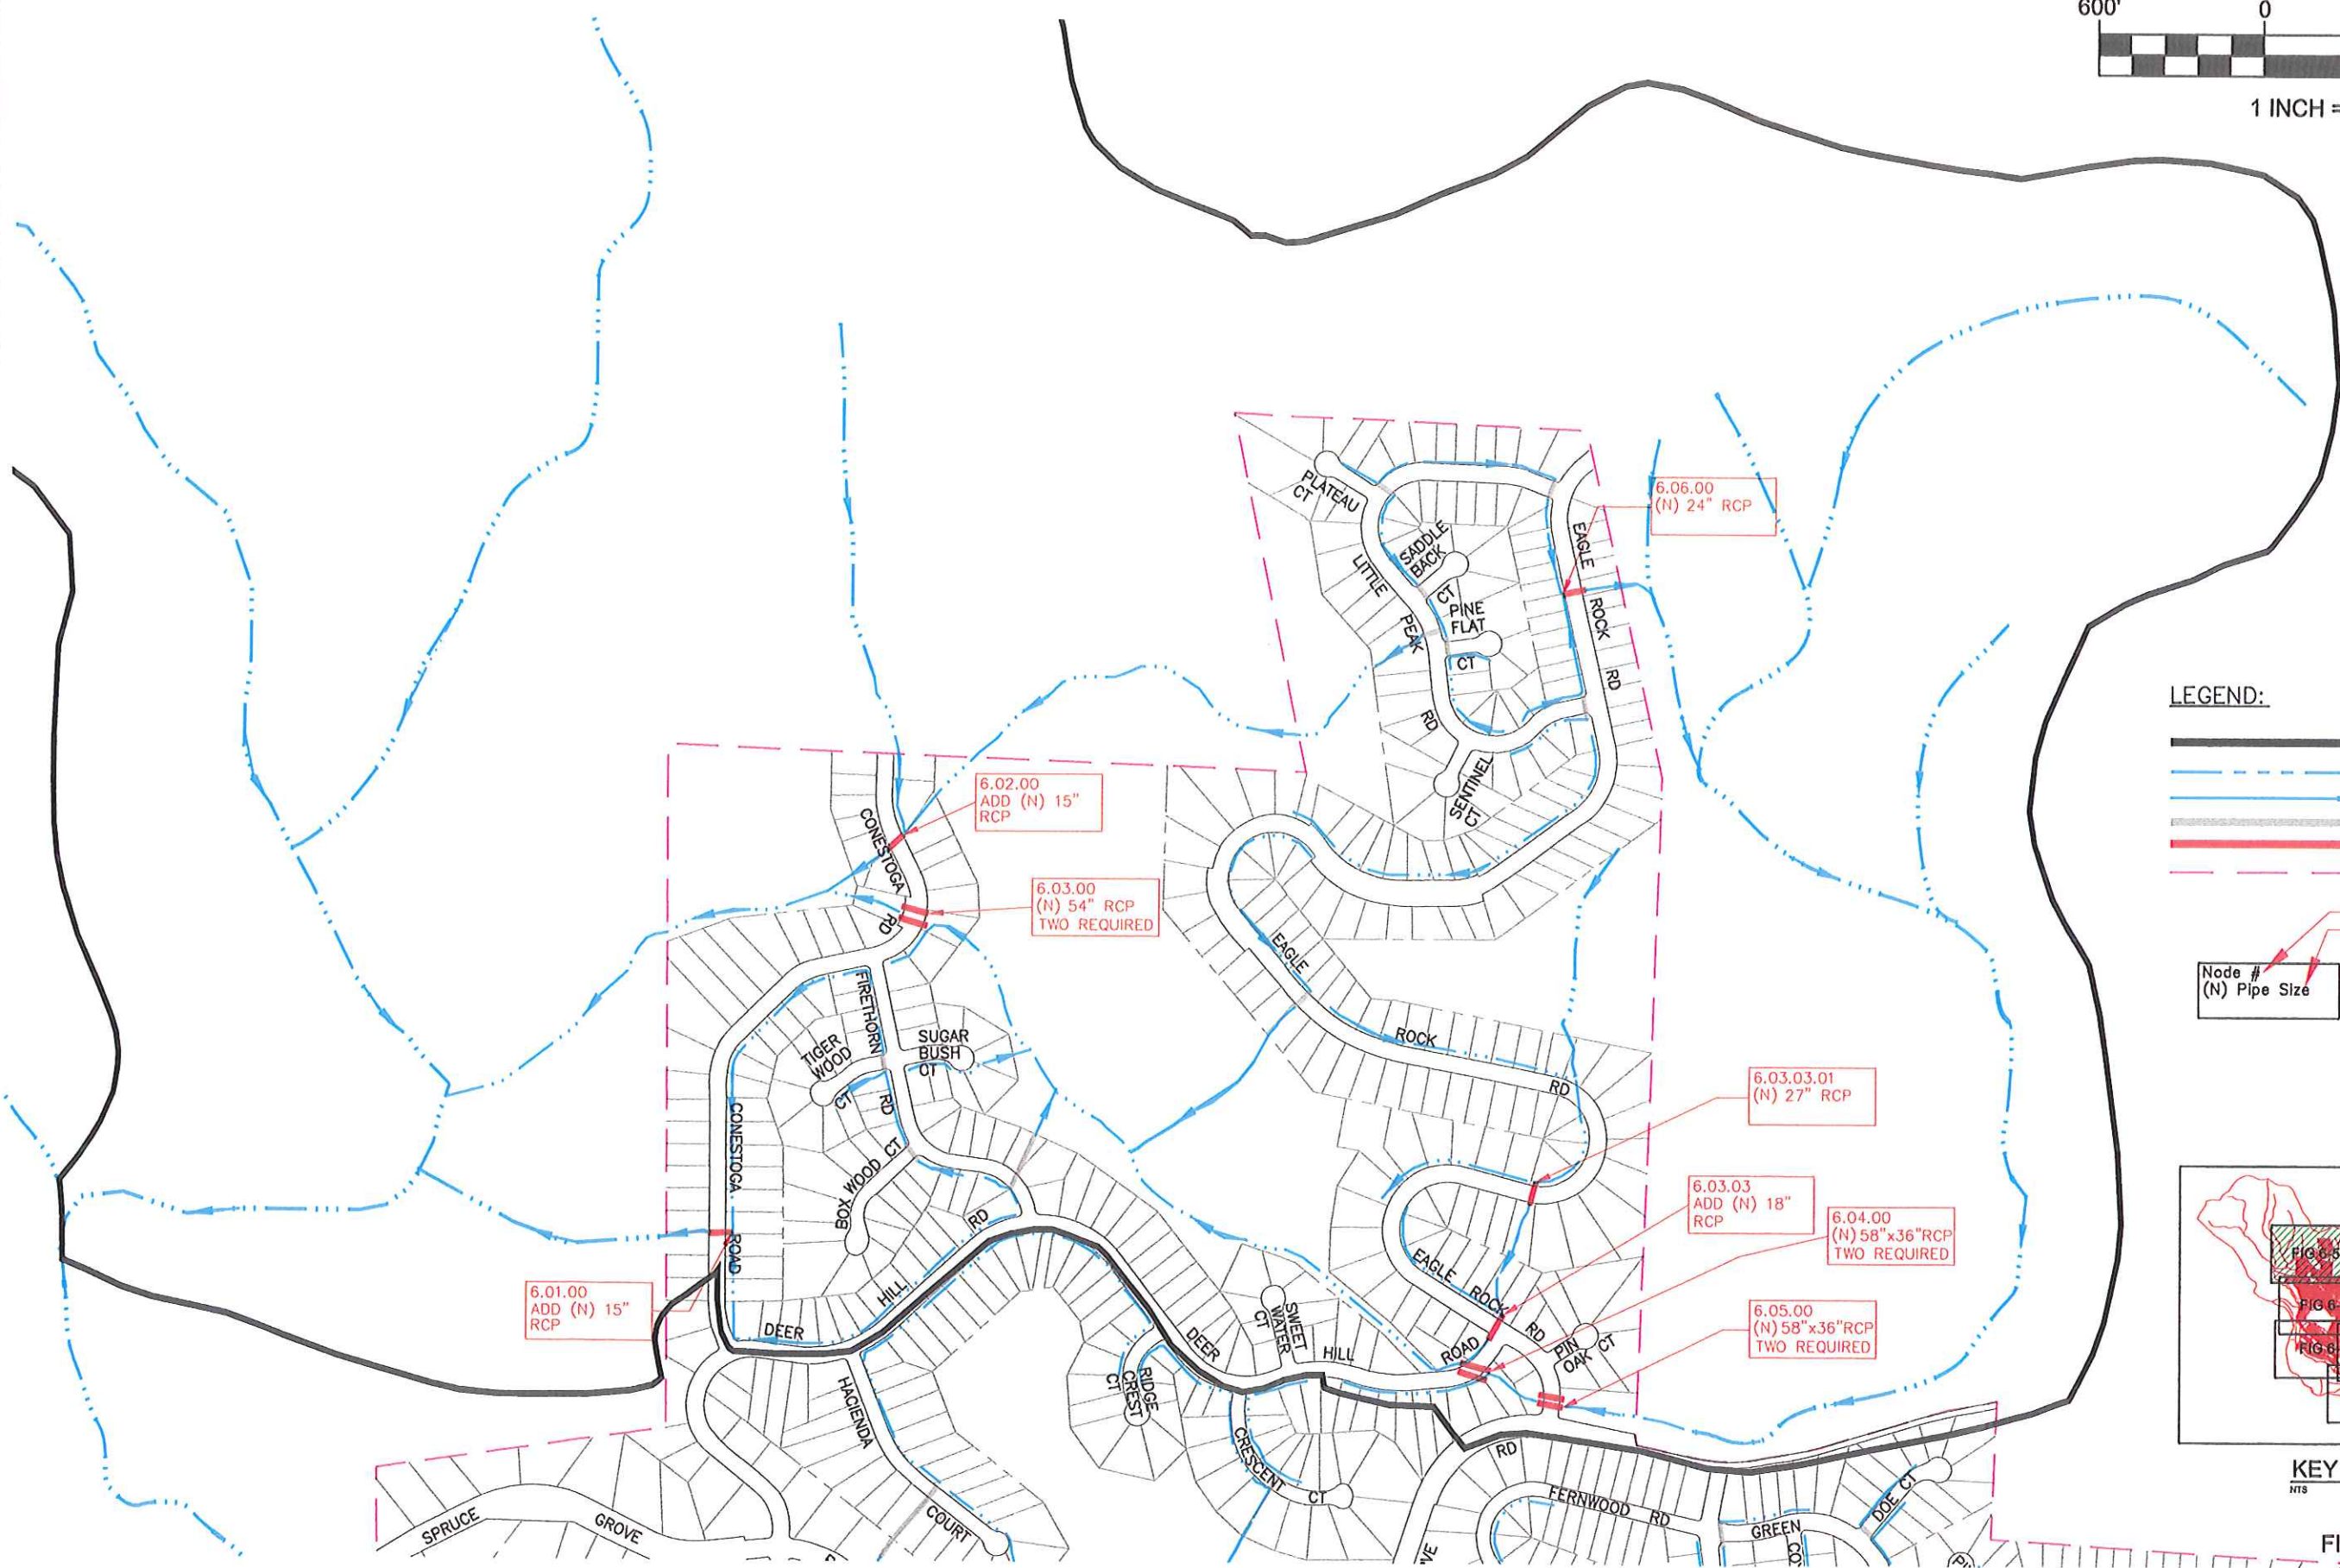 600'
0
1 INCH =
PLATEAU
CT
SADDLE
BACK
CT
LITTLE
PEAK
RD
PINE
FLAT
CT
EAGLE
ROCK
RD
6.06.00
(N) 24" RCP
SENTINEL
CT
LEGEND:
6.02.00
ADD (N) 15"
RCP
CONESTOGA
RD
6.03.00
(N) 54" RCP
TWO REQUIRED
EAGLE
ROCK
RD
Node #
(N) Pipe Size
FIRETHORN
RD
TIGER
WOOD
CT
SUGAR
BUSH
CT
6.03.03.01
(N) 27" RCP
CONESTOGA
ROAD
BOX WOOD CT
6.03.03
ADD (N) 18"
RCP
6.04.00
(N) 58"x36"RCP
TWO REQUIRED
EAGLE
ROCK
RD
6.01.00
ADD (N) 15"
RCP
6.05.00
(N) 58"x36"RCP
TWO REQUIRED
DEER
HILL
RD
SWEET
WATER
CT
DEER
HILL
ROAD
PIN
OAK
CT
RIDGE
CREST
CT
HACIENDA
COURT
CRESCENT
CT
RD
SPRUCE
GROVE
FERNWOOD
RD
GREEN
DOE CT
FIG 6-5
FIG 6-
FIG 6-
KEY
NTS